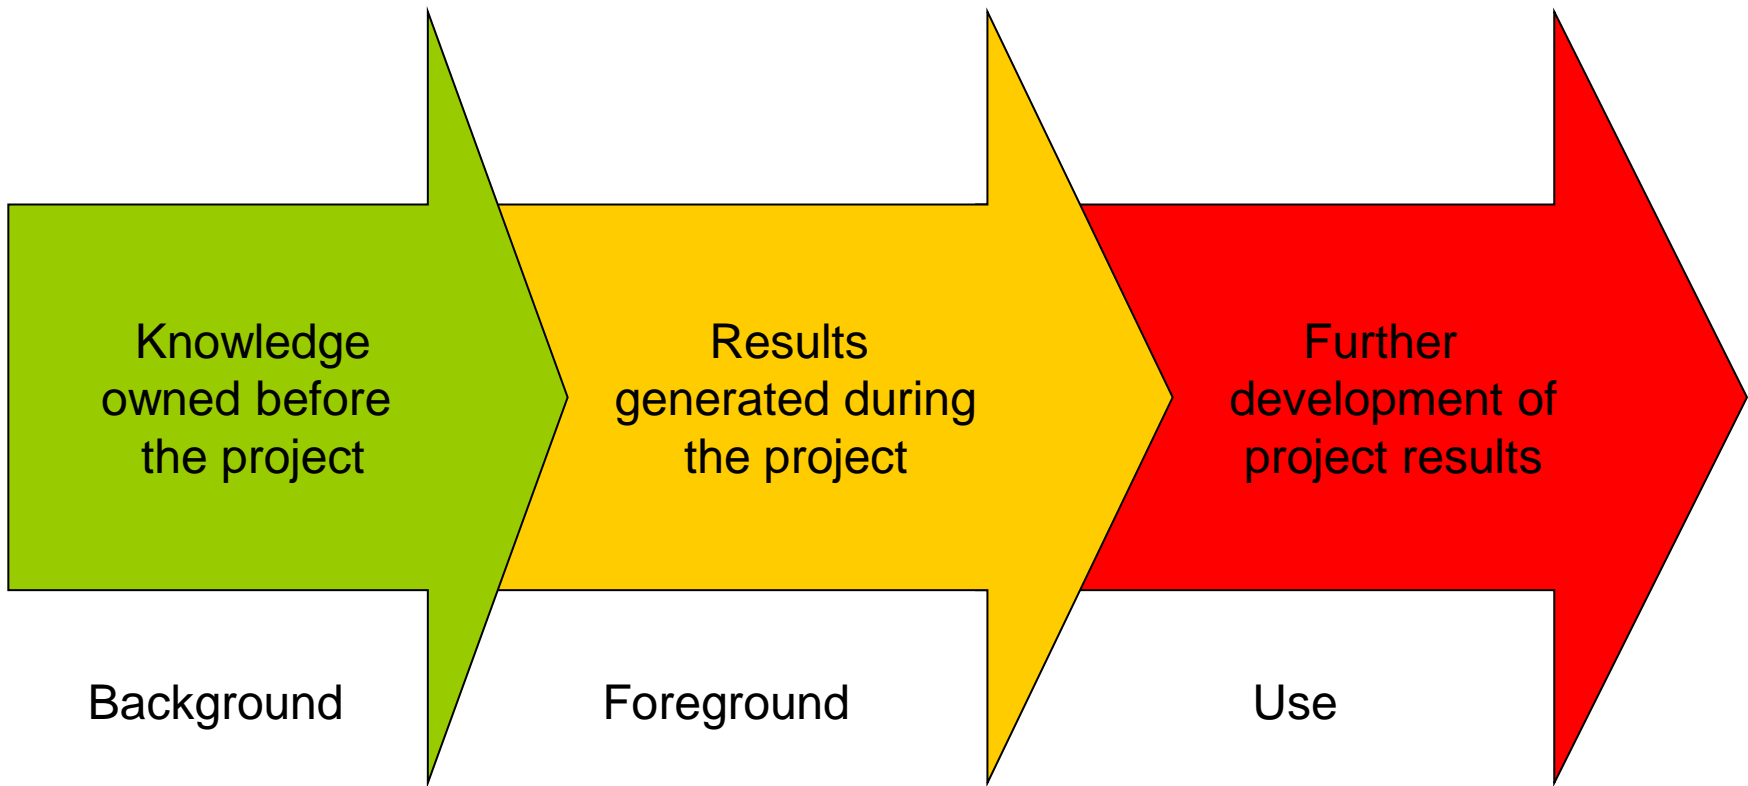 Knowledge
owned before
the project
Results
generated during
the project
Further
development of
project results
Background
Foreground
Use